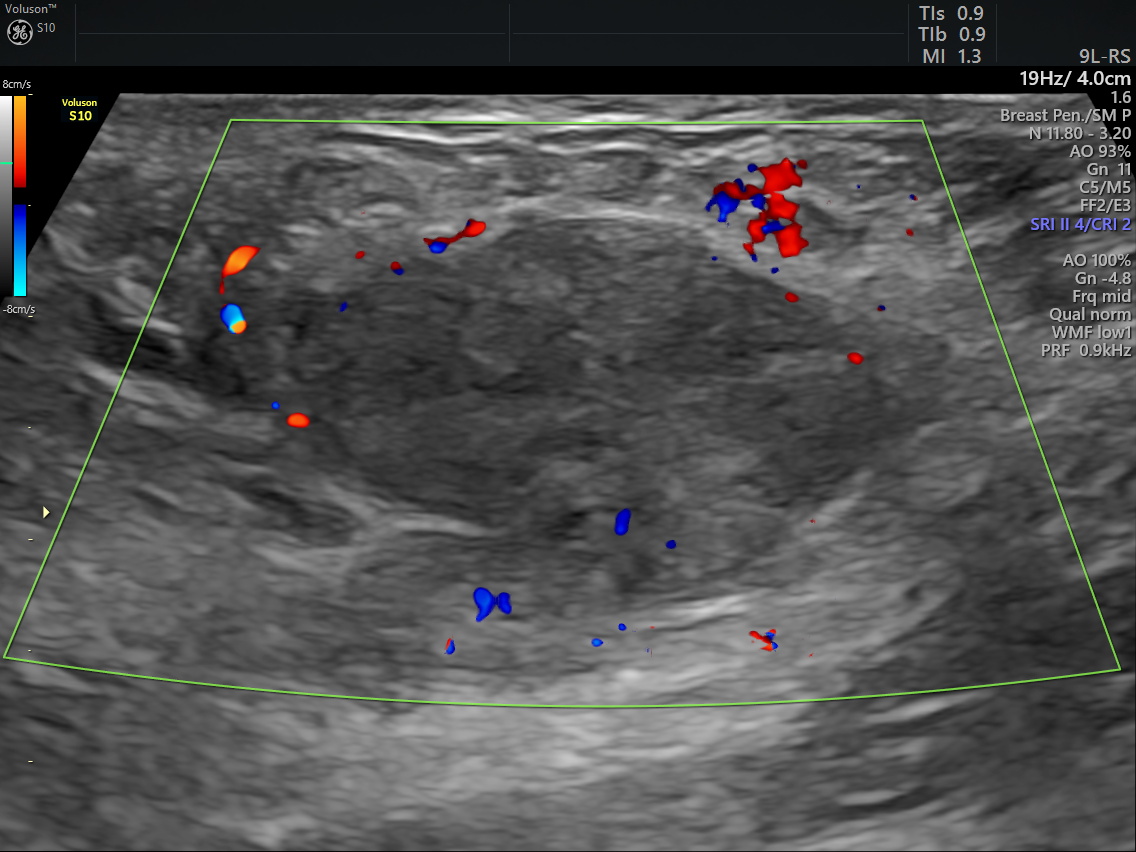 Voluson™
S10
TIs 0.9
TIb 0.9
MI 1.3
9L-RS
19Hz/ 4.0cm
1.6
Breast Pen./SM P
N 11.80 - 3.20
AO 93%
Gn 11
C5/M5
FF2/E3
SRI II 4/CRI 2
AO 100%
Gn -4.8
Frq mid
Qual norm
WMF low1
PRF 0.9kHz
8cm/s
Voluson
S10
-8cm/s